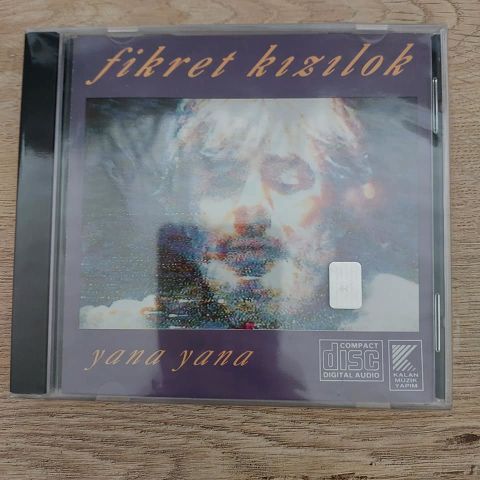 fikret kızılok
yana yana
COMPACT
disc
DIGITAL AUDIO
KALAN
MÜZİK
YAPIM